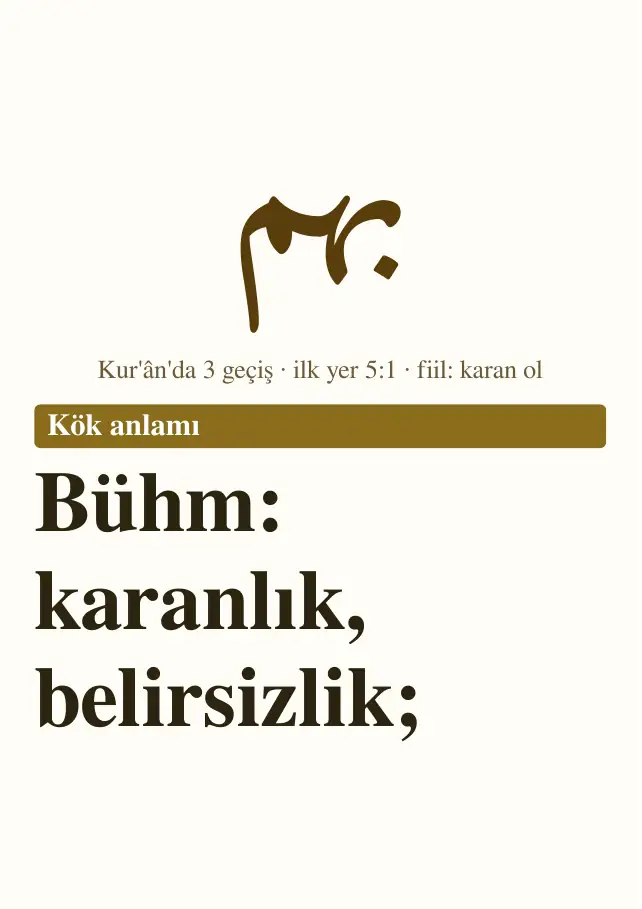 بهم
Kur'ân'da 3 geçiş · ilk yer 5:1 · fiil: karan ol
Kök anlamı
Bühm:
karanlık,
belirsizlik;